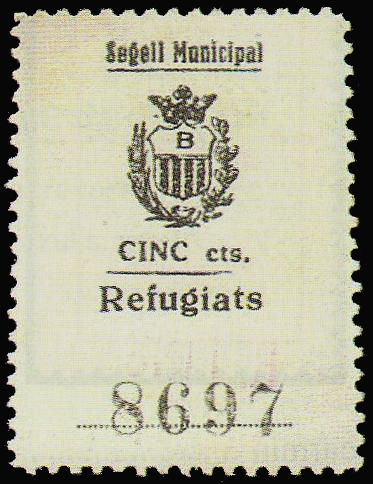 Segell Municipal
B
CINC cts.
Refugiats
8697